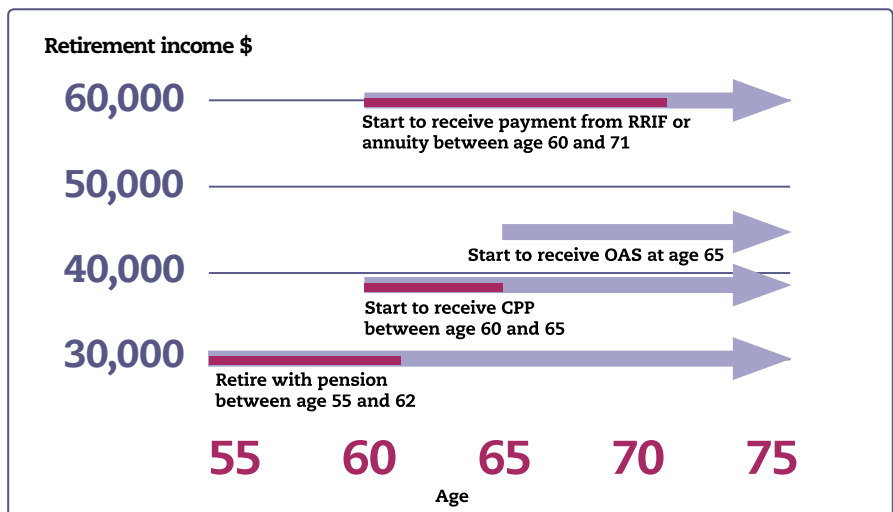 Retirement income $
60,000
Start to receive payment from RRIF or
annuity between age 60 and 71
50,000
Start to receive OAS at age 65
40,000
Start to receive CPP
between age 60 and 65
30,000
Retire with pension
between age 55 and 62
55 60 65 70 75
Age